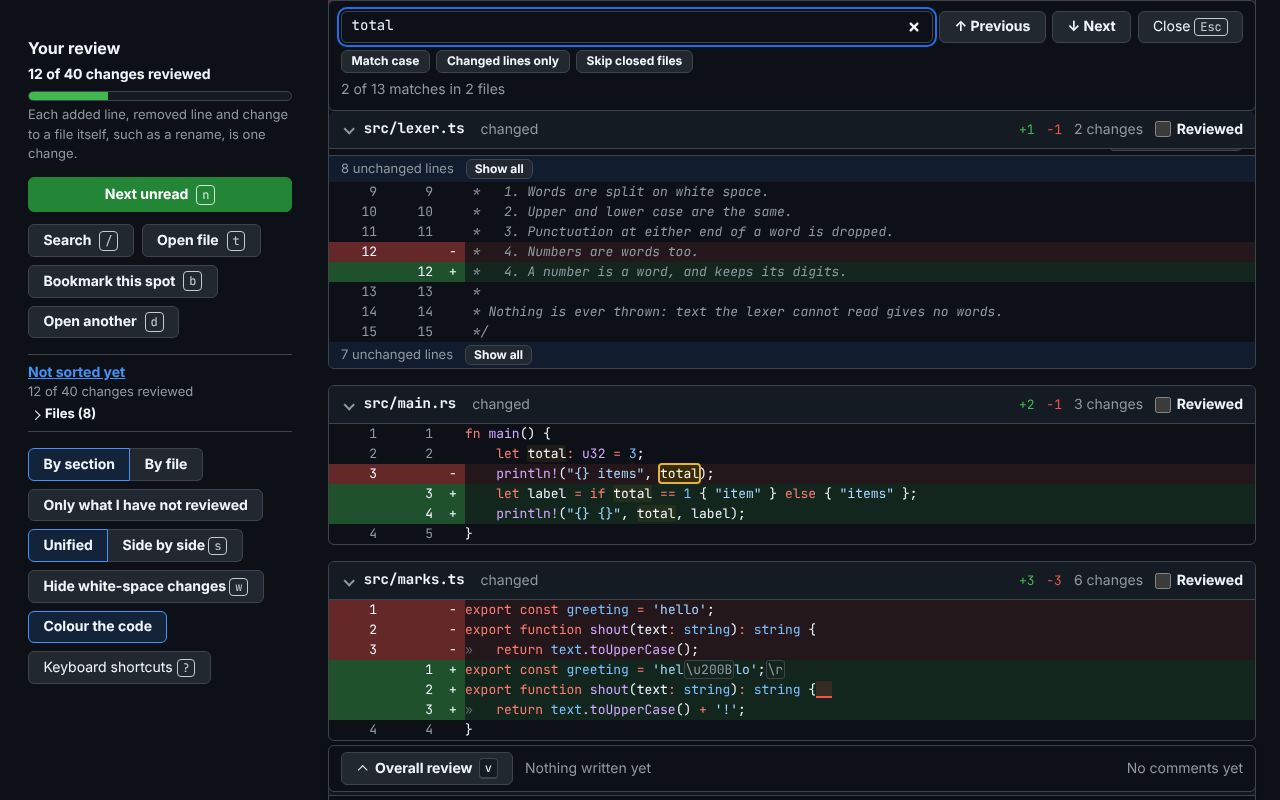 Your review
12 of 40 changes reviewed
Each added line, removed line and change
to a file itself, such as a rename, is one
change.
Next unread n
Search /
Open file t
Bookmark this spot b
Open another d
Not sorted yet
12 of 40 changes reviewed
Files (8)
By section
By file
Only what I have not reviewed
Unified
Side by side s
Hide white-space changes w
Colour the code
Keyboard shortcuts ?
total
↑ Previous
↓ Next
Close Esc
Match case
Changed lines only
Skip closed files
2 of 13 matches in 2 files
src/lexer.ts changed +1 -1 2 changes Reviewed
8 unchanged lines Show all
9 9 *   1. Words are split on white space.
10 10 *   2. Upper and lower case are the same.
11 11 *   3. Punctuation at either end of a word is dropped.
12 - *   4. Numbers are words too.
12 + *   4. A number is a word, and keeps its digits.
13 13 *
14 14 * Nothing is ever thrown: text the lexer cannot read gives no words.
15 15 */
7 unchanged lines Show all
src/main.rs changed +2 -1 3 changes Reviewed
1 1 fn main() {
2 2     let total: u32 = 3;
3 -     println!("{} items", total);
3 +     let label = if total == 1 { "item" } else { "items" };
4 +     println!("{} {}", total, label);
4 5 }
src/marks.ts changed +3 -3 6 changes Reviewed
1 - export const greeting = 'hello';
2 - export function shout(text: string): string {
3 - »   return text.toUpperCase();
1 + export const greeting = 'hel\u200Blo';\r
2 + export function shout(text: string): string {
3 + »   return text.toUpperCase() + '!';
4 4 }
Overall review v
Nothing written yet
No comments yet